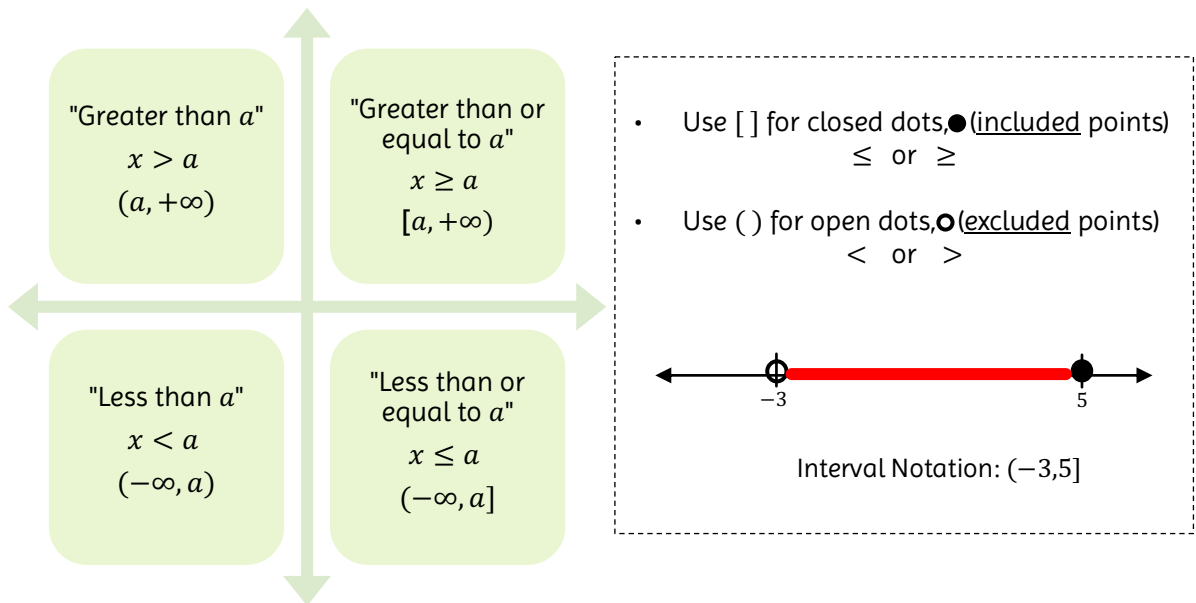 "Greater than a"
x > a
(a, +∞)
"Greater than or
equal to a"
x ≥ a
[a, +∞)
"Less than a"
x < a
(−∞, a)
"Less than or
equal to a"
x ≤ a
(−∞, a]
• Use [ ] for closed dots,●(included points)
≤ or ≥
• Use ( ) for open dots,○(excluded points)
< or >
−3 5
Interval Notation: (−3,5]